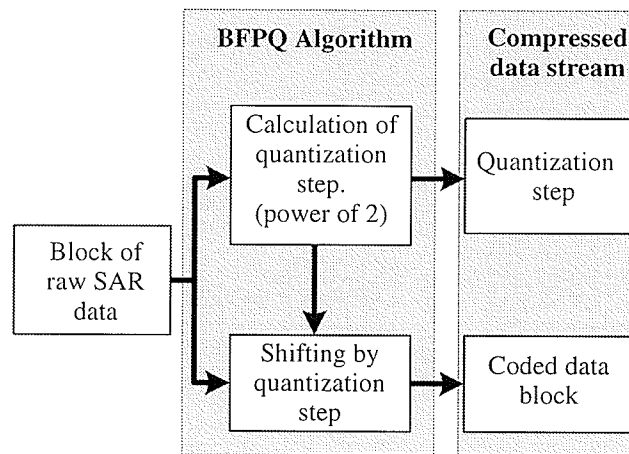 BFPQ Algorithm
Compressed
data stream
Calculation of
quantization
step.
(power of 2)
Quantization
step
Block of
raw SAR
data
Shifting by
quantization
step
Coded data
block